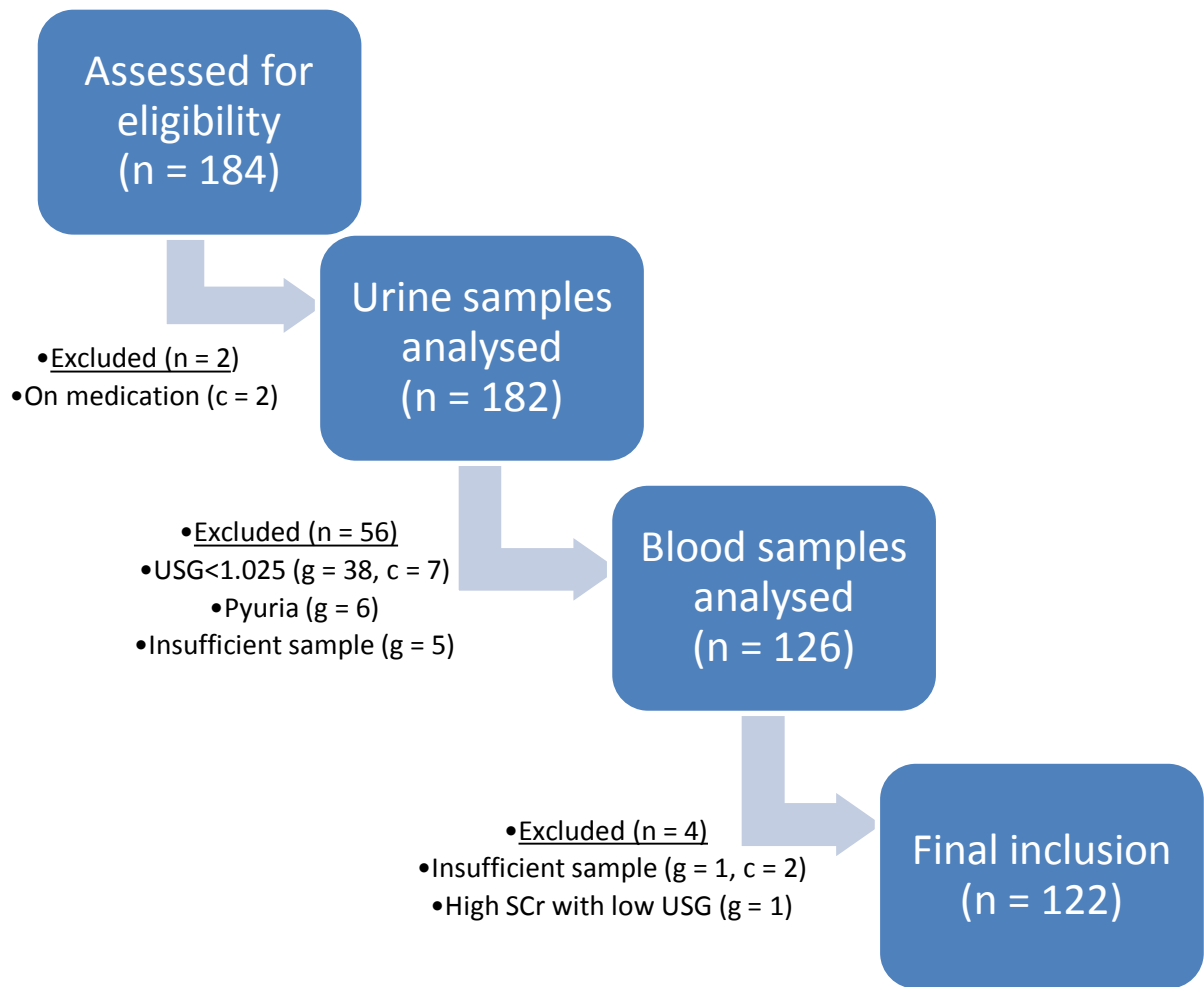 Assessed for
eligibility
(n = 184)
•Excluded (n = 2)
•On medication (c = 2)
Urine samples
analysed
(n = 182)
•Excluded (n = 56)
•USG<1.025 (g = 38, c = 7)
•Pyuria (g = 6)
•Insufficient sample (g = 5)
Blood samples
analysed
(n = 126)
•Excluded (n = 4)
•Insufficient sample (g = 1, c = 2)
•High SCr with low USG (g = 1)
Final inclusion
(n = 122)